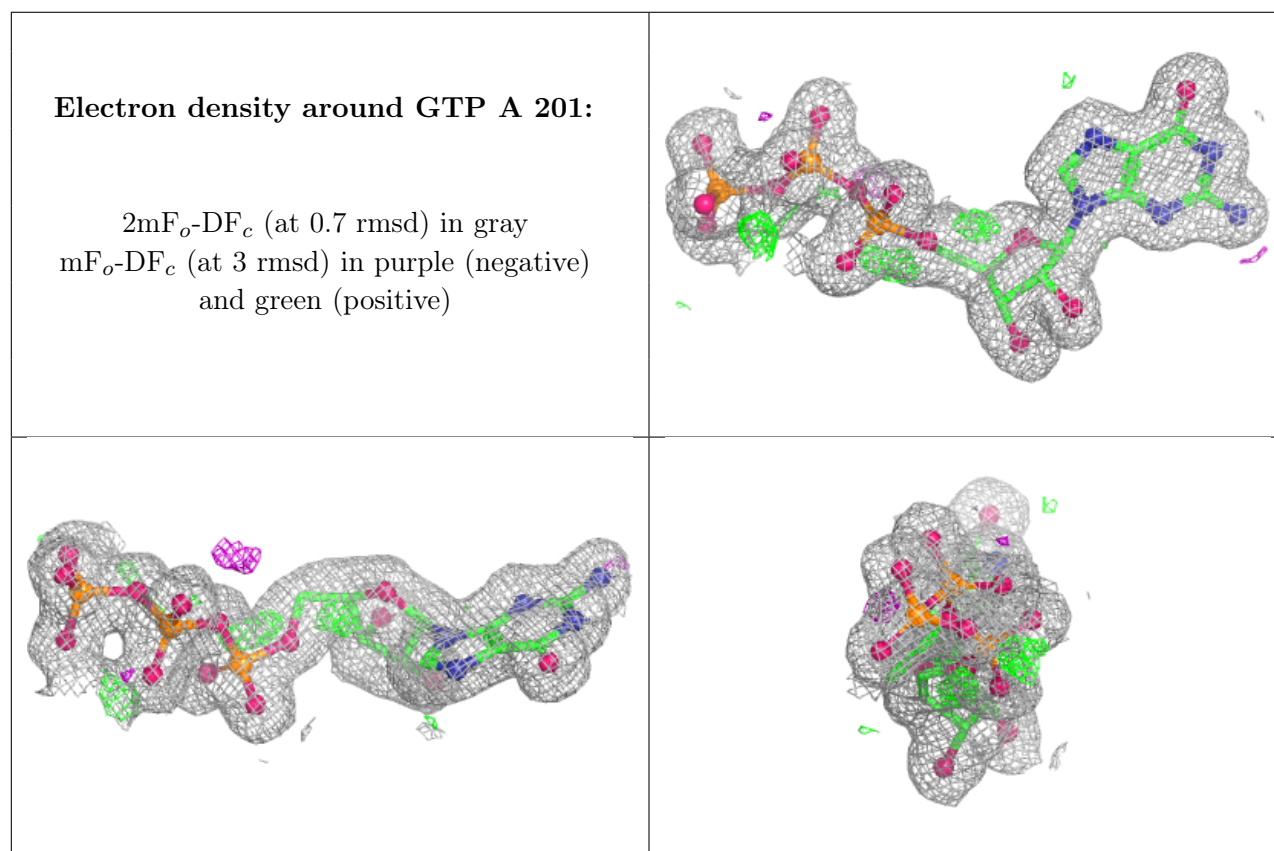 Electron density around GTP A 201:
2mFo-DFc (at 0.7 rmsd) in gray
mFo-DFc (at 3 rmsd) in purple (negative)
and green (positive)